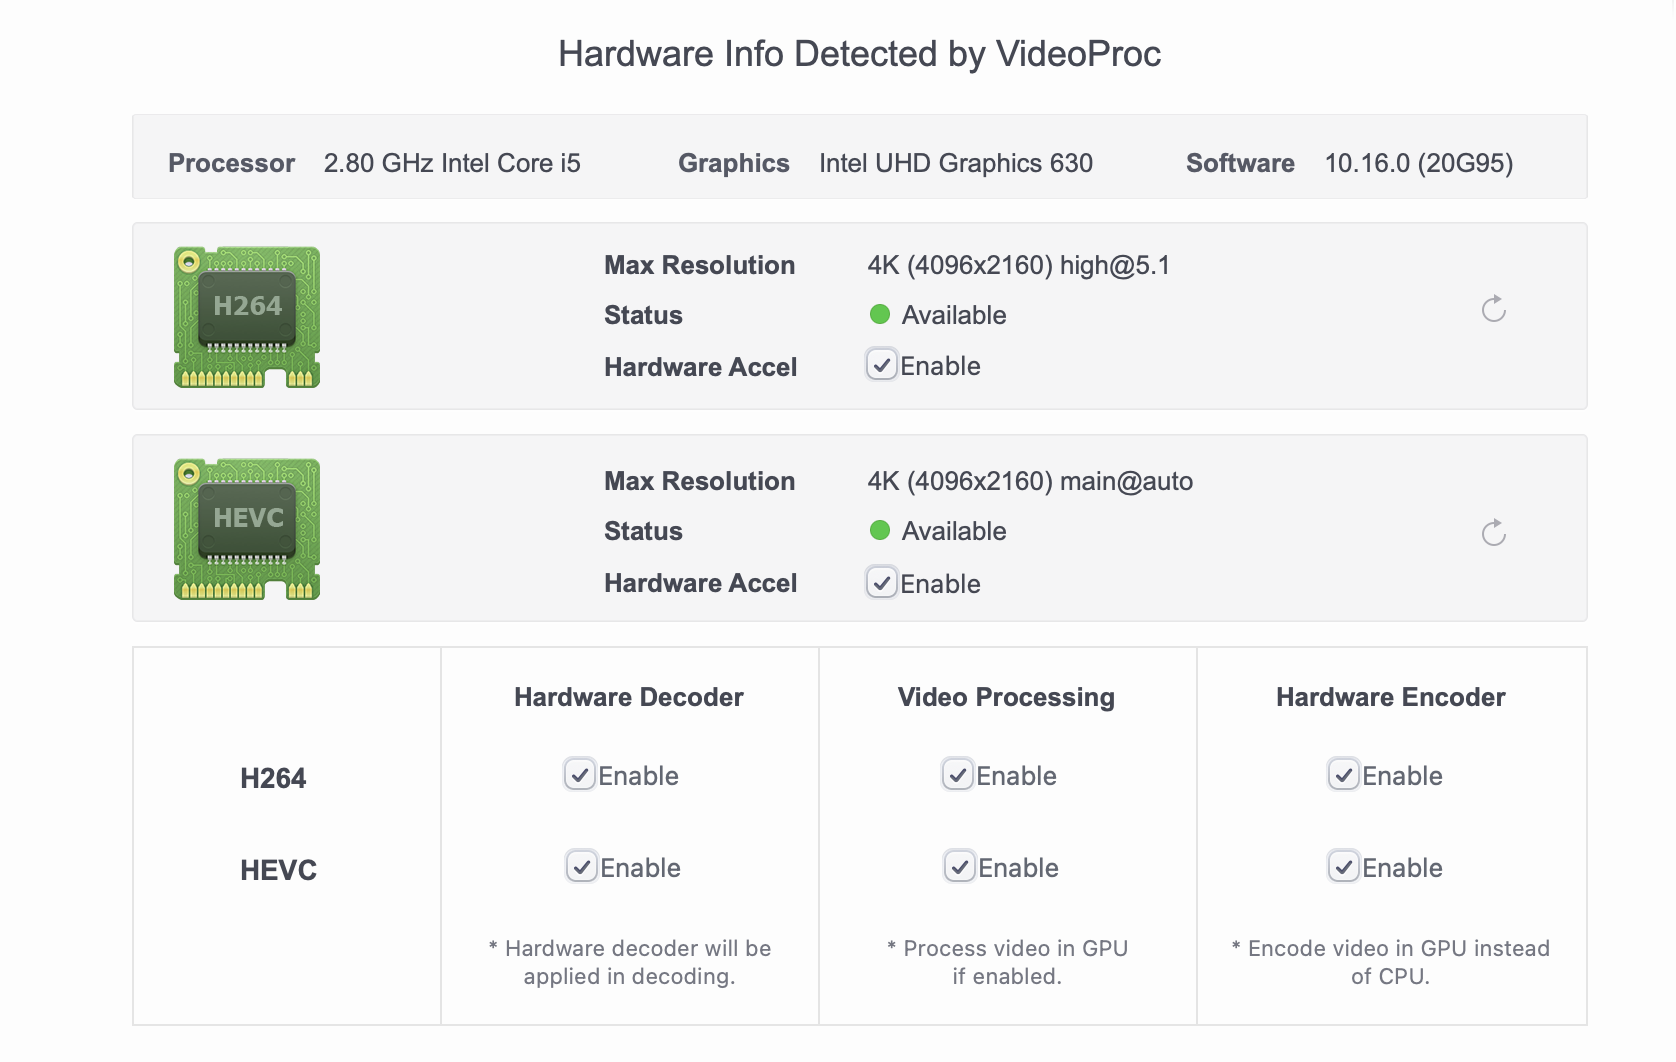 Hardware Info Detected by VideoProc
Processor 2.80 GHz Intel Core i5 Graphics Intel UHD Graphics 630 Software 10.16.0 (20G95)
H264
Max Resolution 4K (4096x2160) high@5.1
Status Available
Hardware Accel Enable
HEVC
Max Resolution 4K (4096x2160) main@auto
Status Available
Hardware Accel Enable
Hardware Decoder Video Processing Hardware Encoder
H264 Enable Enable Enable
HEVC Enable Enable Enable
* Hardware decoder will be
applied in decoding.
* Process video in GPU
if enabled.
* Encode video in GPU instead
of CPU.